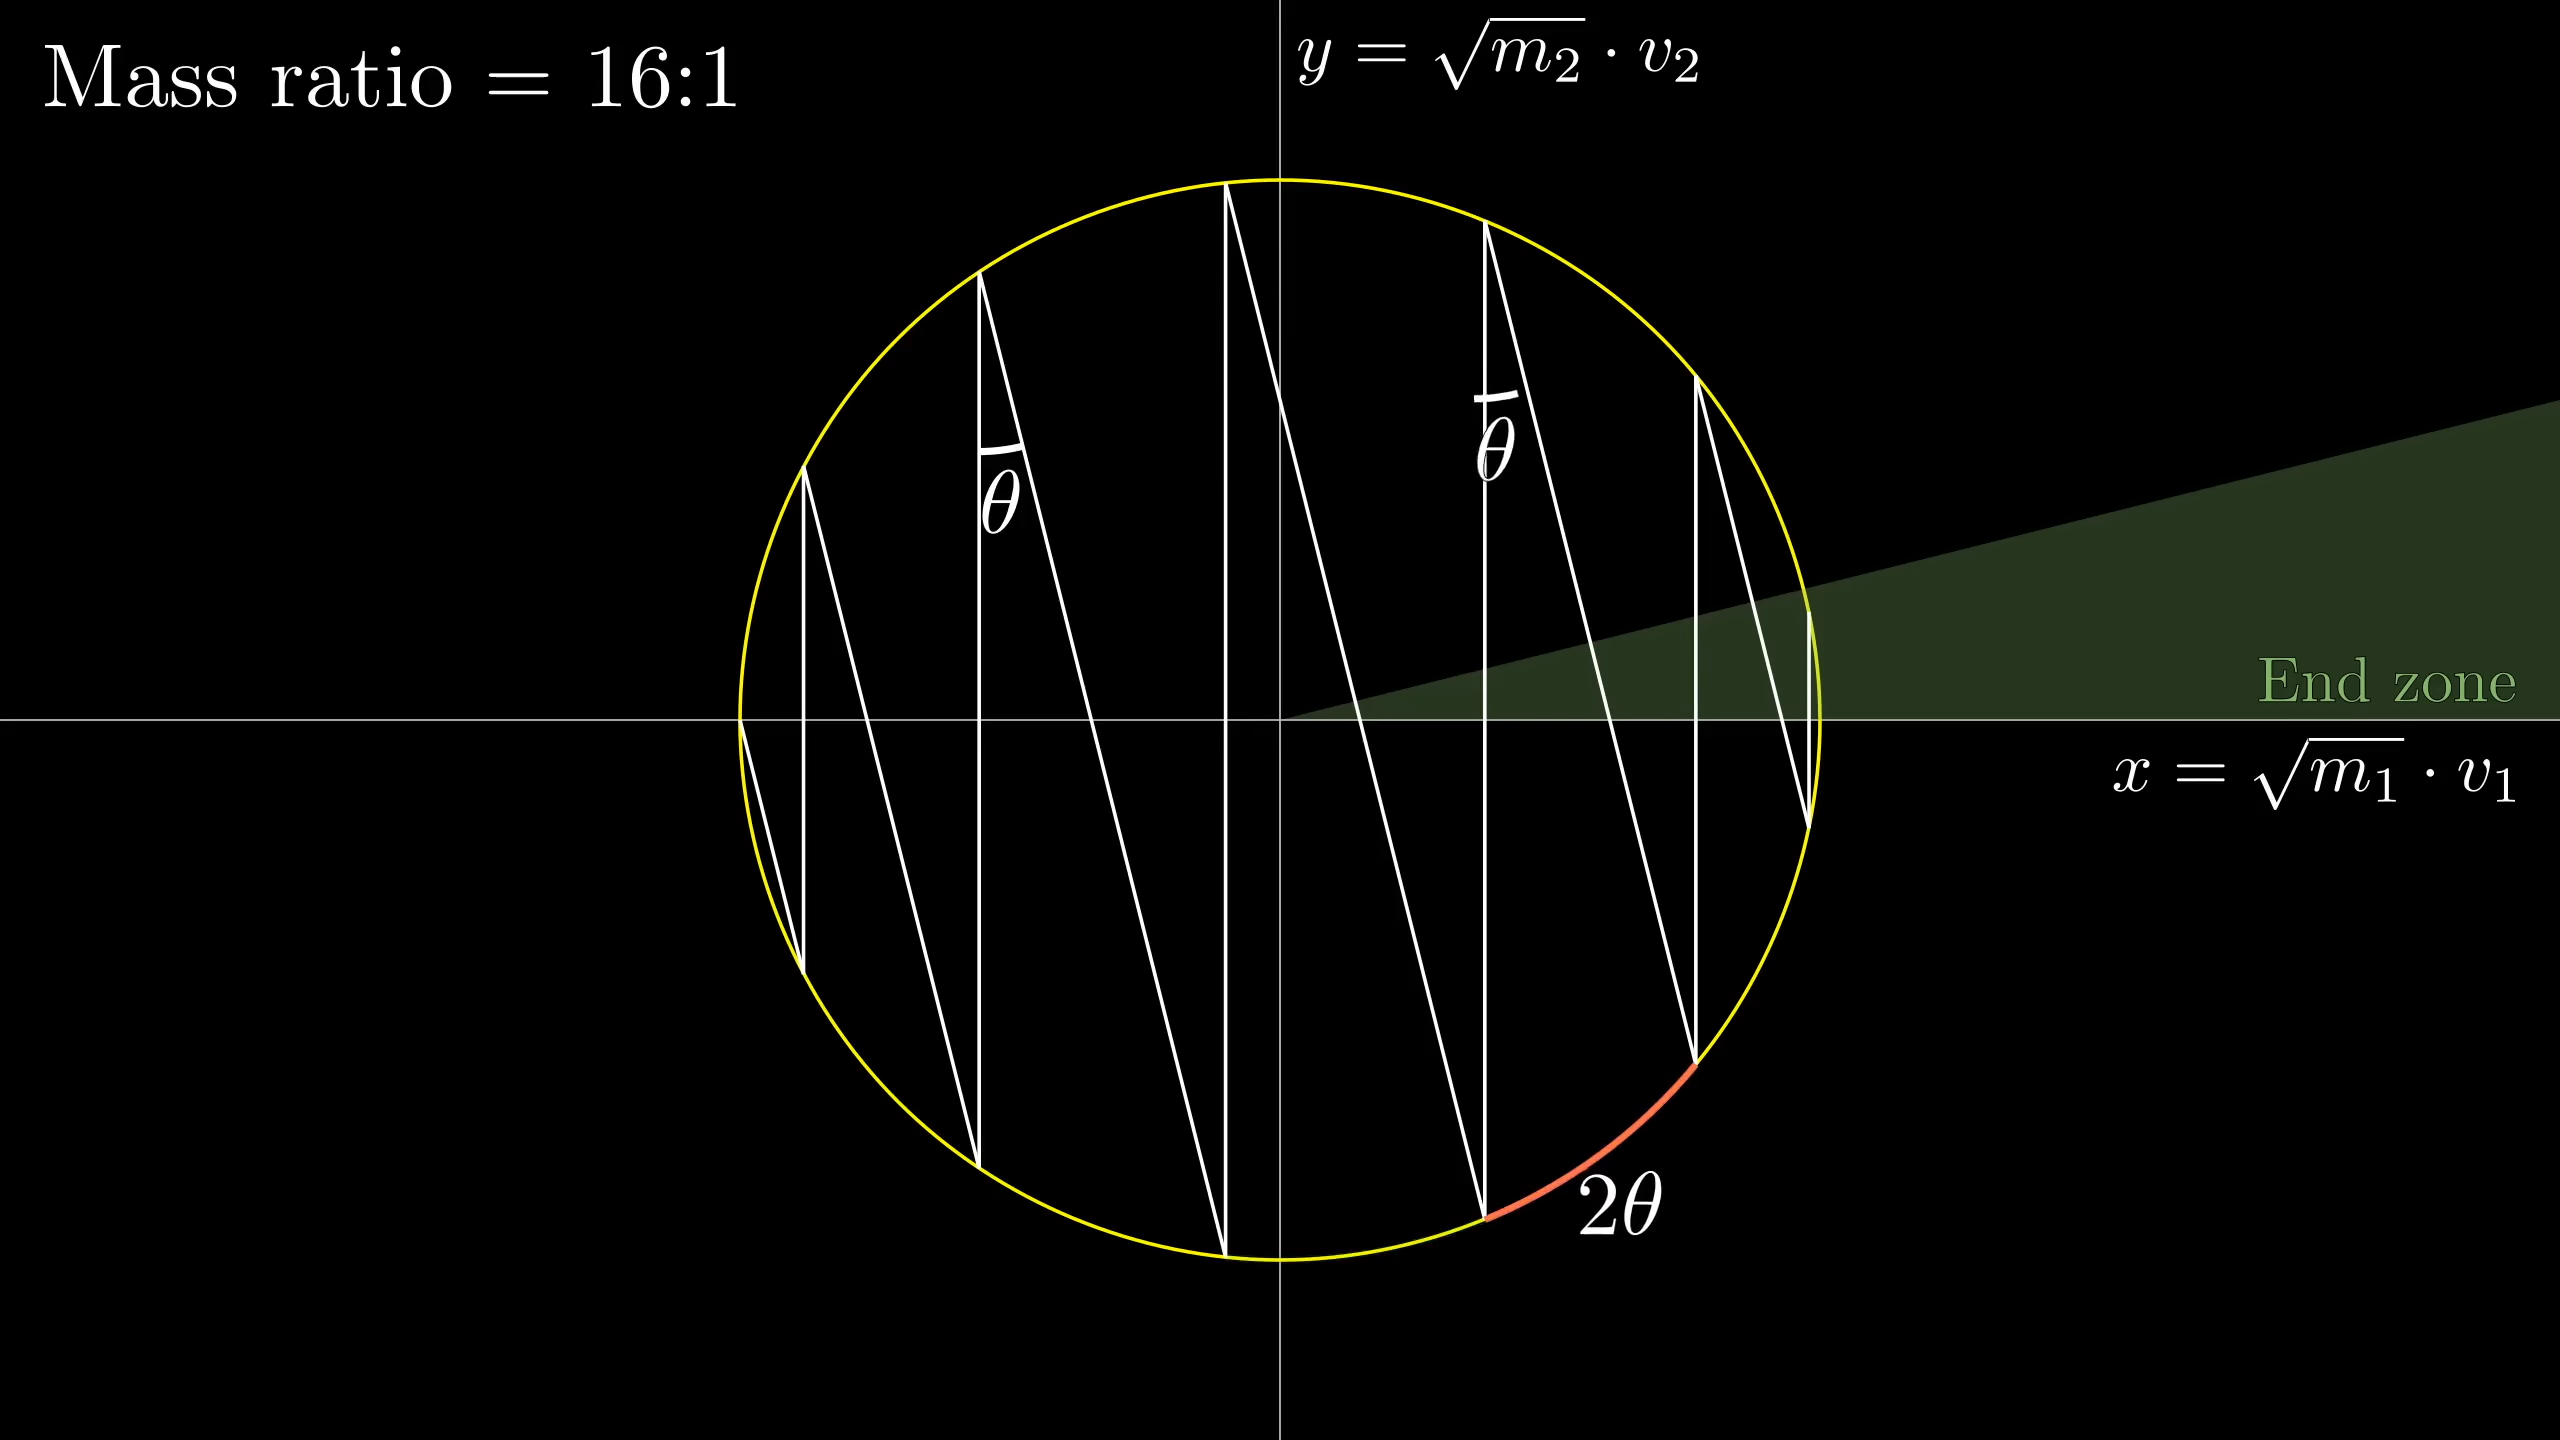 Mass ratio = 16:1
y = √m₂ · v₂
θ
θ
End zone
x = √m₁ · v₁
2θ